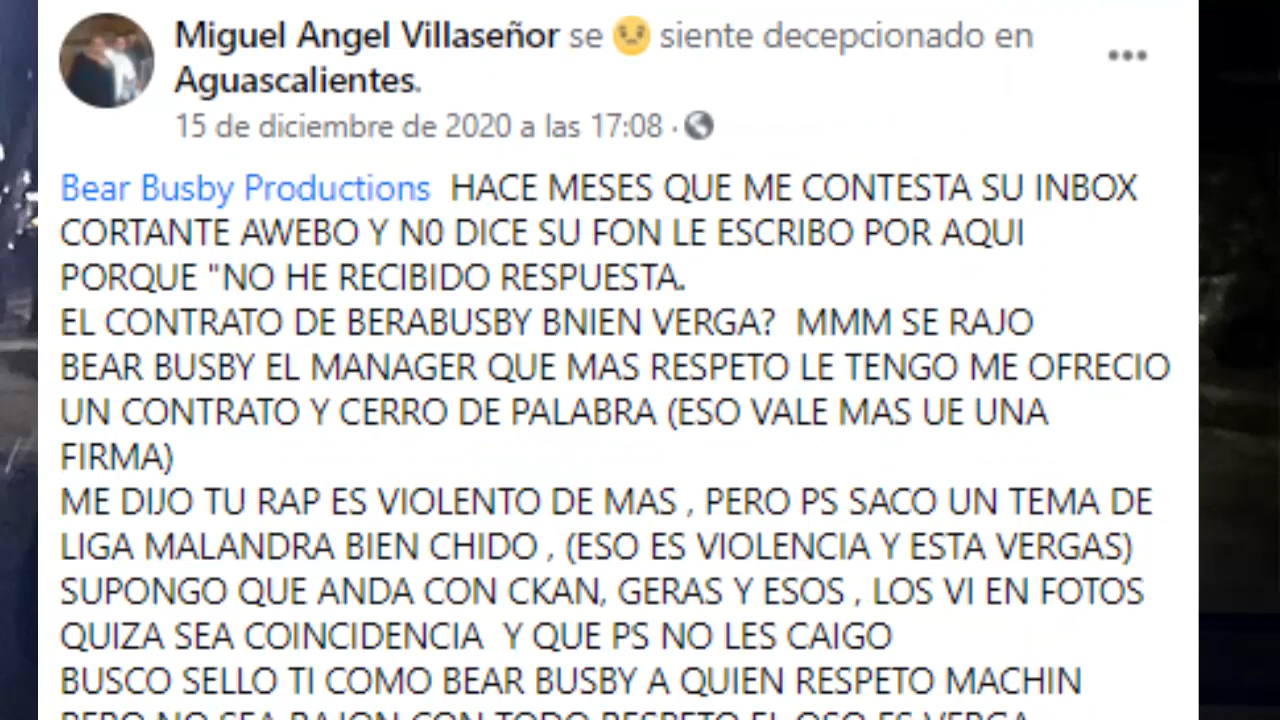 Miguel Angel Villaseñor se siente decepcionado en
Aguascalientes.
15 de diciembre de 2020 a las 17:08 ·
Bear Busby Productions HACE MESES QUE ME CONTESTA SU INBOX
CORTANTE AWEBO Y N0 DICE SU FON LE ESCRIBO POR AQUI
PORQUE "NO HE RECIBIDO RESPUESTA.
EL CONTRATO DE BERABUSBY BNIEN VERGA? MMM SE RAJO
BEAR BUSBY EL MANAGER QUE MAS RESPETO LE TENGO ME OFRECIO
UN CONTRATO Y CERRO DE PALABRA (ESO VALE MAS UE UNA
FIRMA)
ME DIJO TU RAP ES VIOLENTO DE MAS , PERO PS SACO UN TEMA DE
LIGA MALANDRA BIEN CHIDO , (ESO ES VIOLENCIA Y ESTA VERGAS)
SUPONGO QUE ANDA CON CKAN, GERAS Y ESOS , LOS VI EN FOTOS
QUIZA SEA COINCIDENCIA Y QUE PS NO LES CAIGO
BUSCO SELLO TI COMO BEAR BUSBY A QUIEN RESPETO MACHIN
PERO NO SEA RAJON CON TODO RESPETO EL OSO ES VERGA